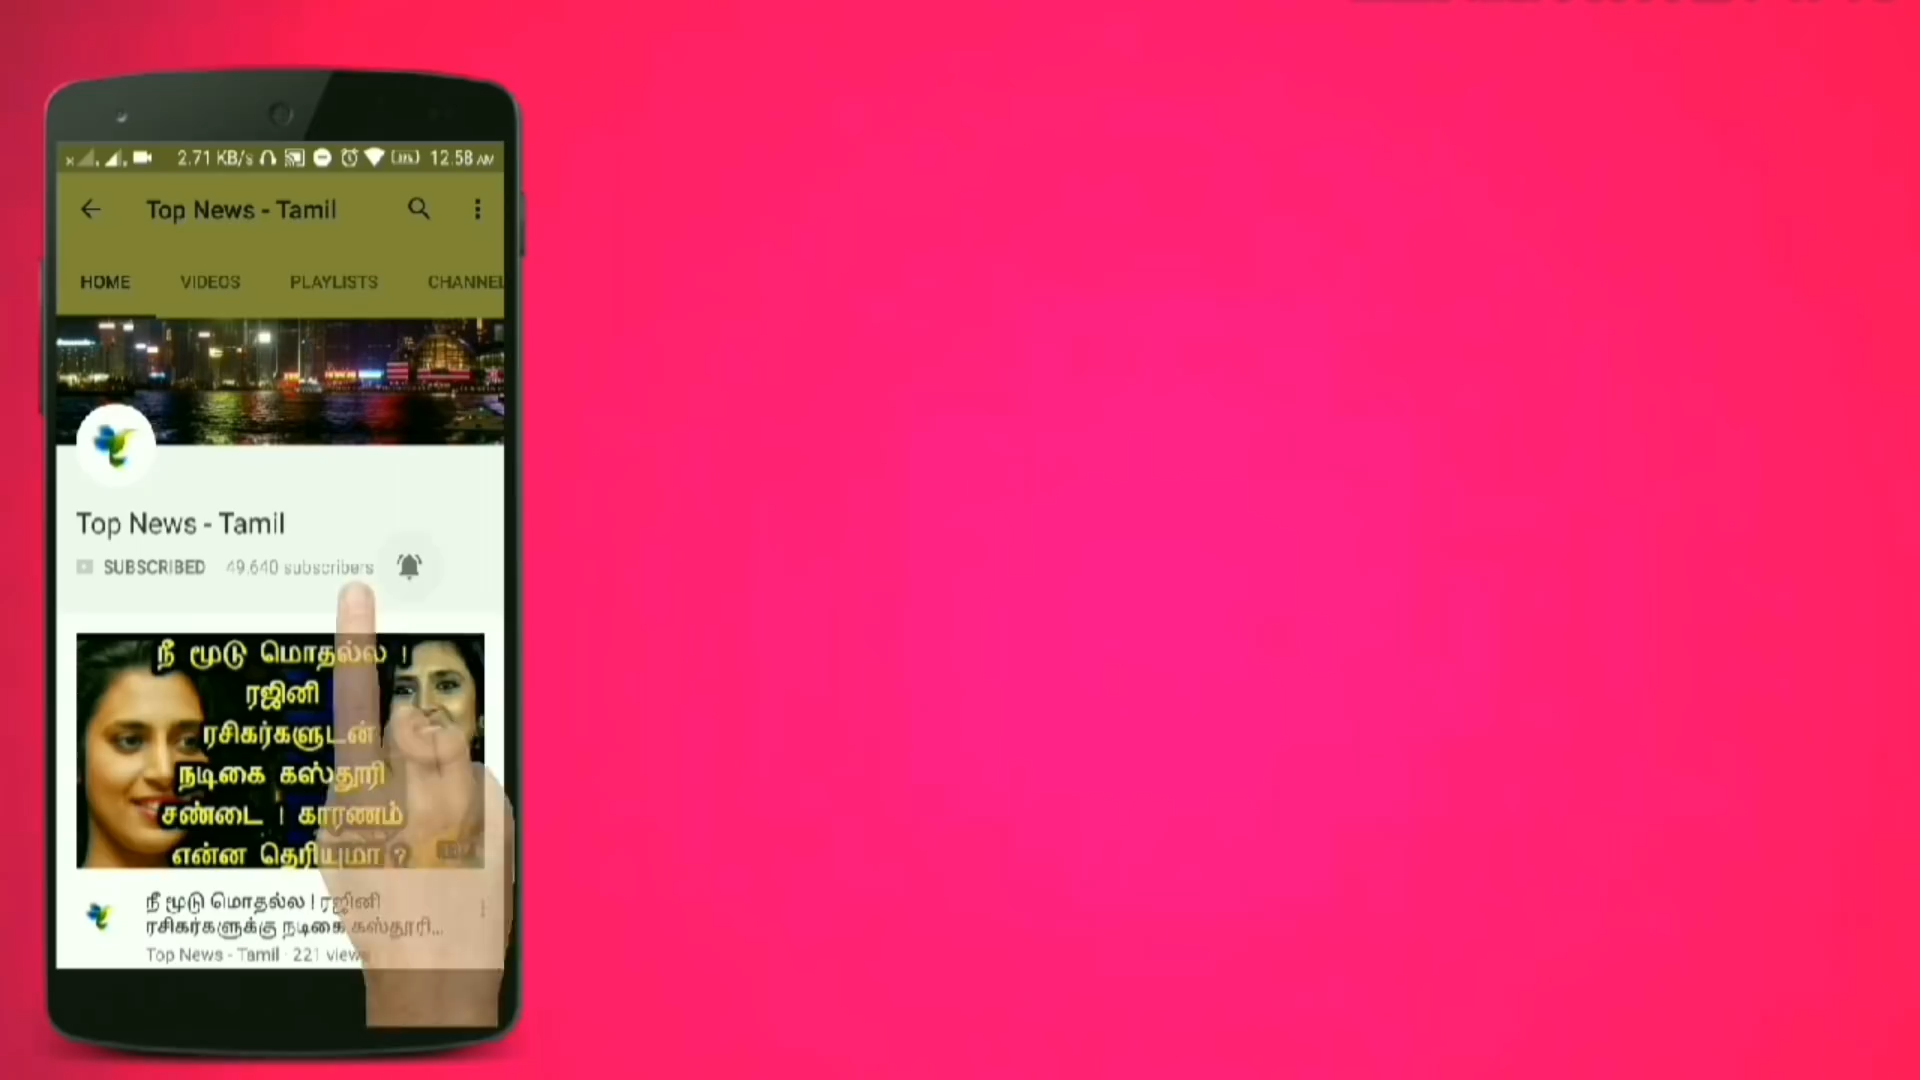 2.71 KB/s 12.58 AM
Top News - Tamil
HOME VIDEOS PLAYLISTS CHANNEL
Top News - Tamil
SUBSCRIBED 49,640 subscribers
நீ மூடு மொதல்ல !
ரஜினி
ரசிகர்களுடன்
நடிகை கஸ்தூரி
சண்டை ! காரணம்
என்ன தெரியுமா ?
நீ மூடு மொதல்ல ! ரஜினி
ரசிகர்களுக்கு நடிகை கஸ்தூரி...
Top News - Tamil · 221 views